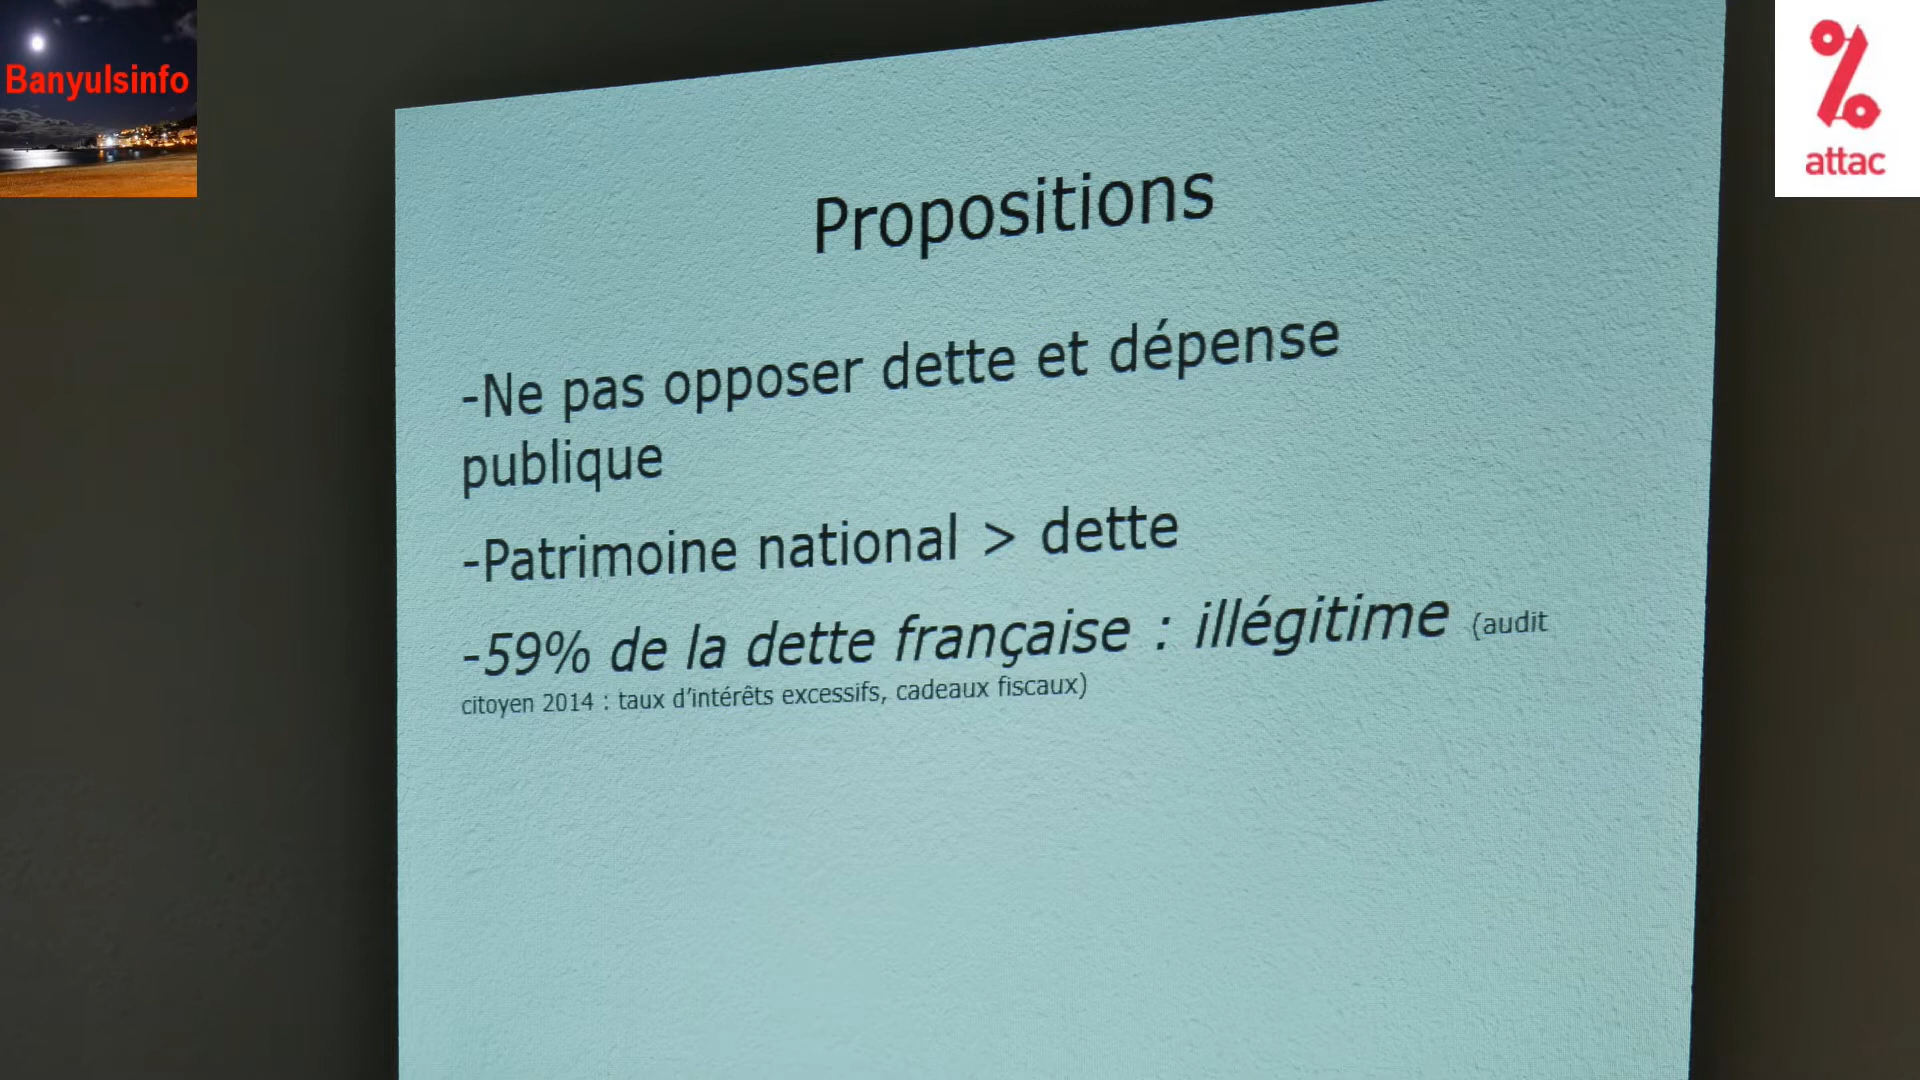 Banyulsinfo
attac
Propositions
-Ne pas opposer dette et dépense
publique
-Patrimoine national > dette
-59% de la dette française : illégitime (audit
citoyen 2014 : taux d'intérêts excessifs, cadeaux fiscaux)